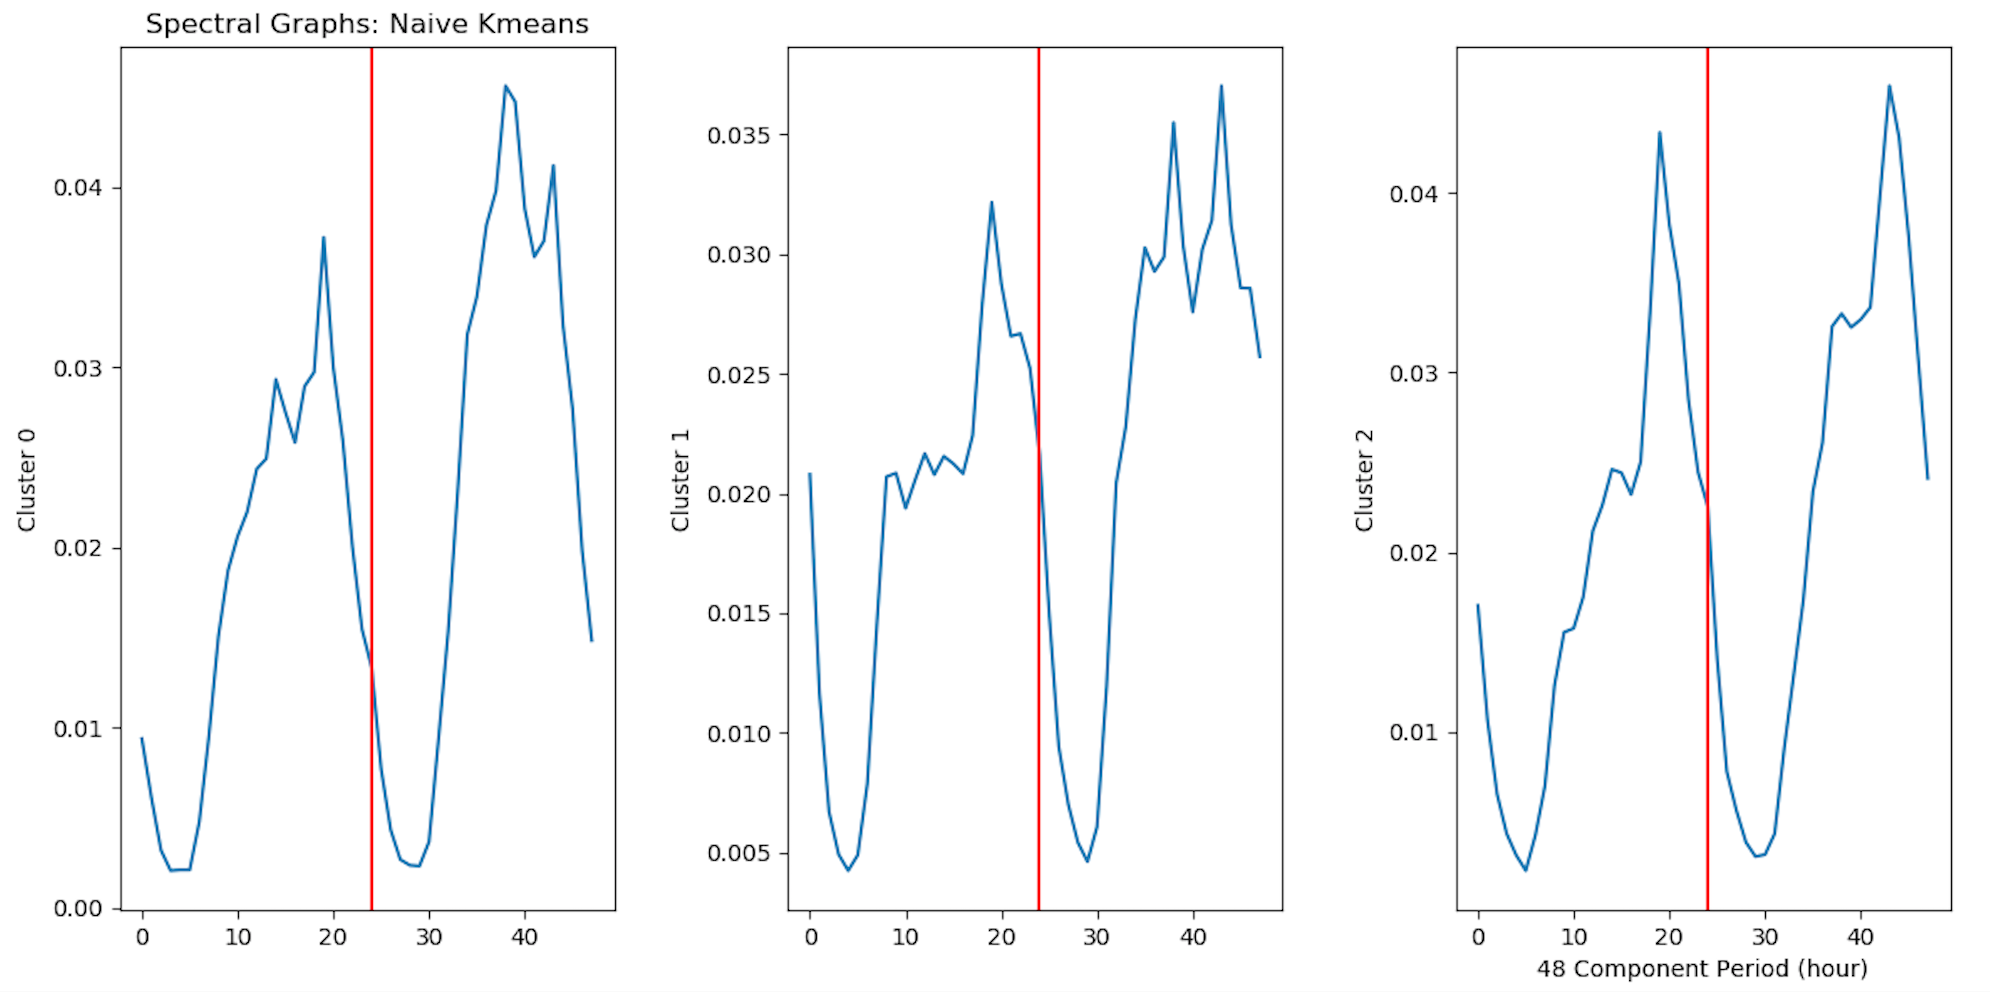 Spectral Graphs: Naive Kmeans
Cluster 0
0.04
0.03
0.02
0.01
0.00
0 10 20 30 40
Cluster 1
0.035
0.030
0.025
0.020
0.015
0.010
0.005
0 10 20 30 40
Cluster 2
0.04
0.03
0.02
0.01
0 10 20 30 40
48 Component Period (hour)